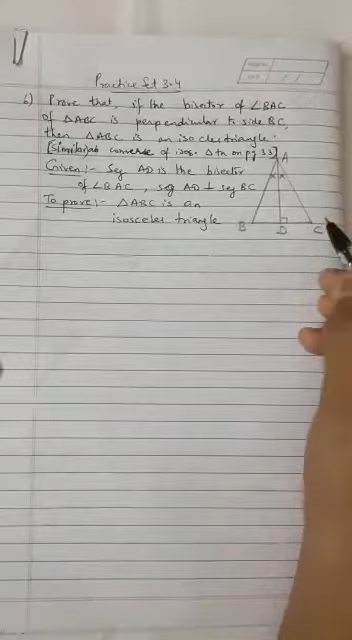 Practice Set 3.4
6) Prove that, if the bisector of ∠BAC
of △ABC is perpendicular to side BC,
then △ABC is an isosceles triangle.
[Similar as converse of isos. △ th on pg 33]
Given:- Seg AD is the bisector
of ∠BAC, seg AD ⊥ seg BC
To prove:- △ABC is an
isosceles triangle
A
B D C